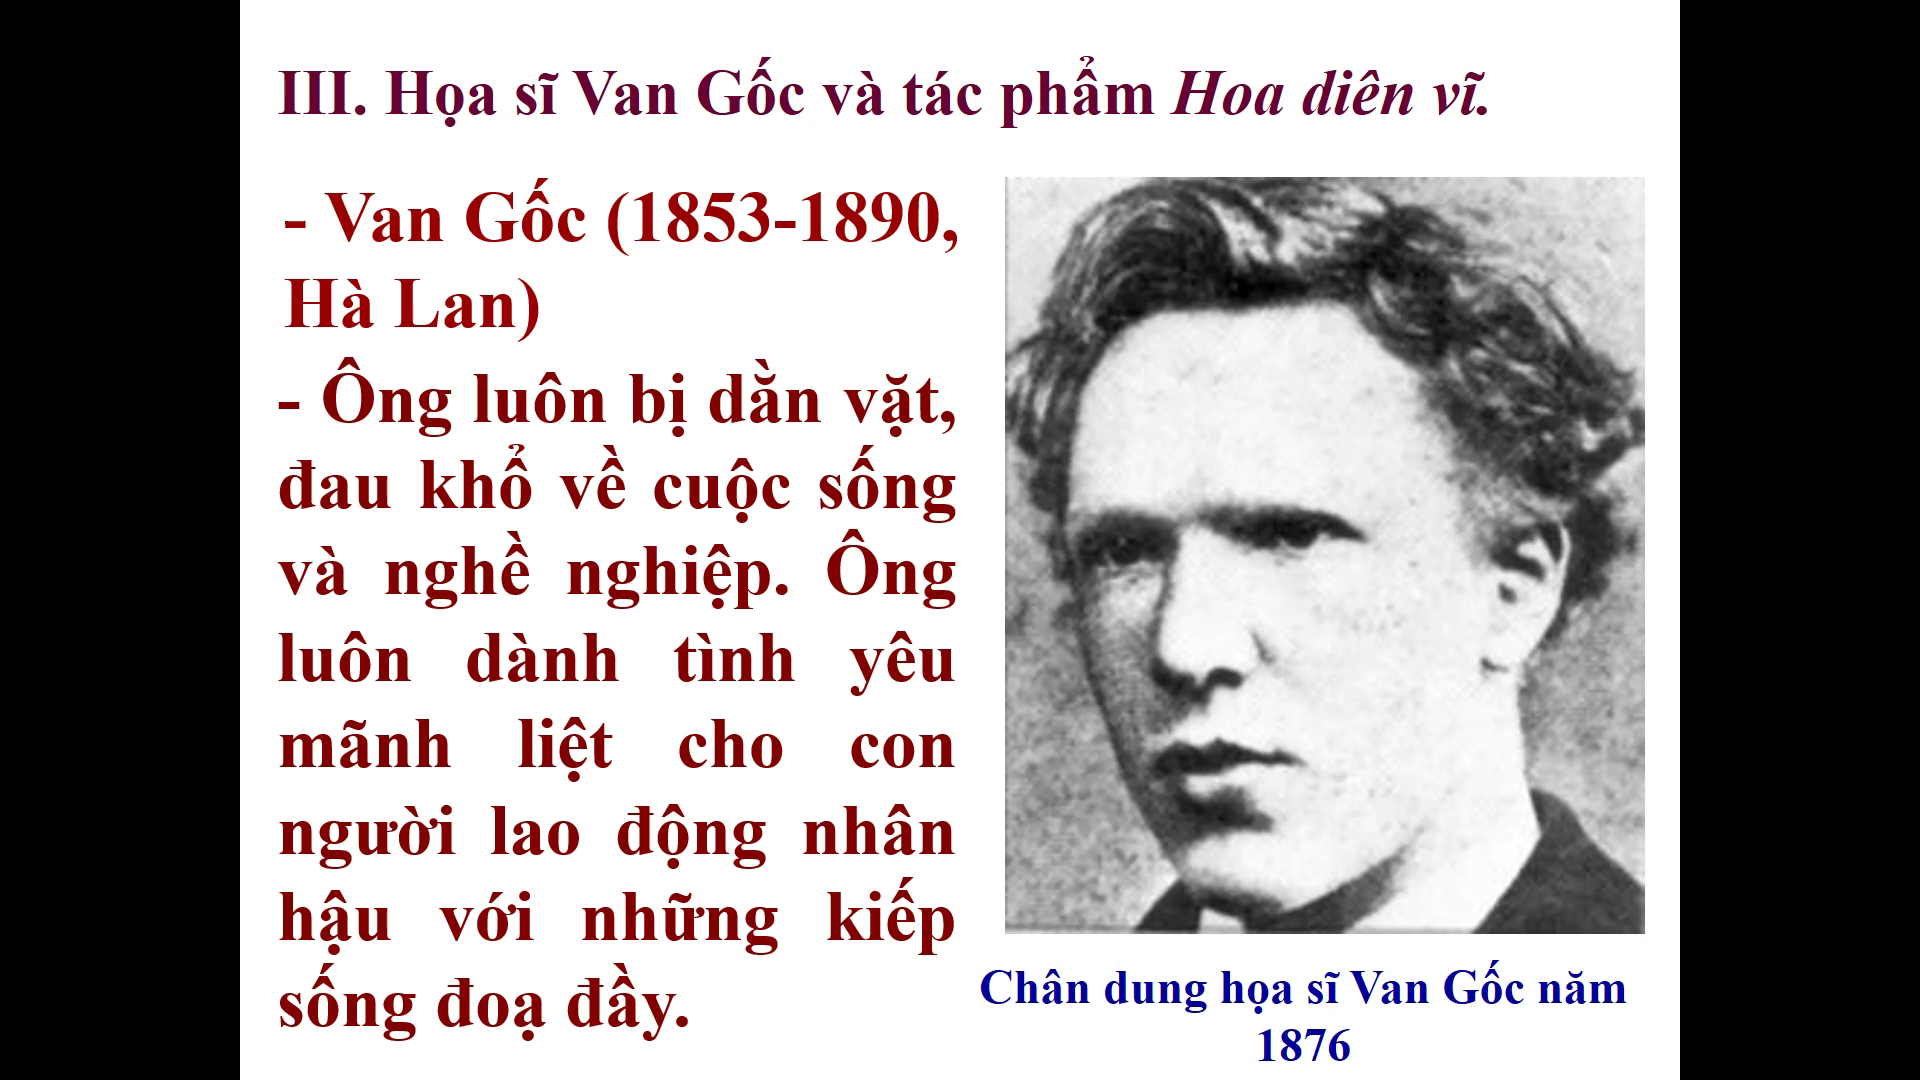 III. Họa sĩ Van Gốc và tác phẩm Hoa diên vĩ.
- Van Gốc (1853-1890,
Hà Lan)
- Ông luôn bị dằn vặt,
đau khổ về cuộc sống
và nghề nghiệp. Ông
luôn dành tình yêu
mãnh liệt cho con
người lao động nhân
hậu với những kiếp
sống đoạ đầy.
Chân dung họa sĩ Van Gốc năm
1876